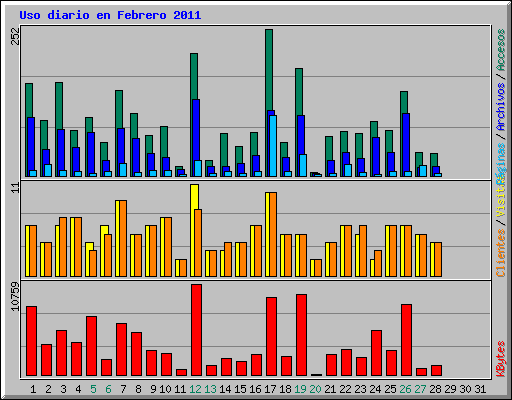 Uso diario en Febrero 2011
252
11
10759
Accesos / Archivos / Páginas
Visitas / Clientes
KBytes
1 2 3 4 5 6 7 8 9 10 11 12 13 14 15 16 17 18 19 20 21 22 23 24 25 26 27 28 29 30 31